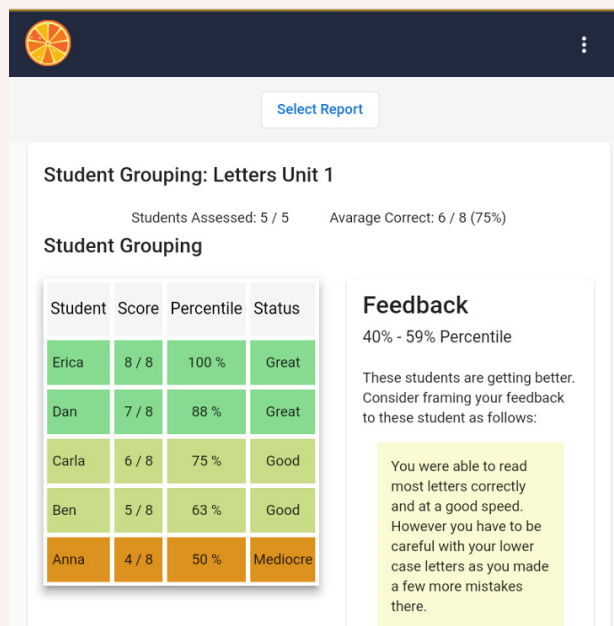 Select Report
Student Grouping: Letters Unit 1
Students Assessed: 5 / 5 Avarage Correct: 6 / 8 (75%)
Student Grouping
Student Score Percentile Status
Erica 8 / 8 100 % Great
Dan 7 / 8 88 % Great
Carla 6 / 8 75 % Good
Ben 5 / 8 63 % Good
Anna 4 / 8 50 % Mediocre
Feedback
40% - 59% Percentile
These students are getting better.
Consider framing your feedback
to these student as follows:
You were able to read
most letters correctly
and at a good speed.
However you have to be
careful with your lower
case letters as you made
a few more mistakes
there.